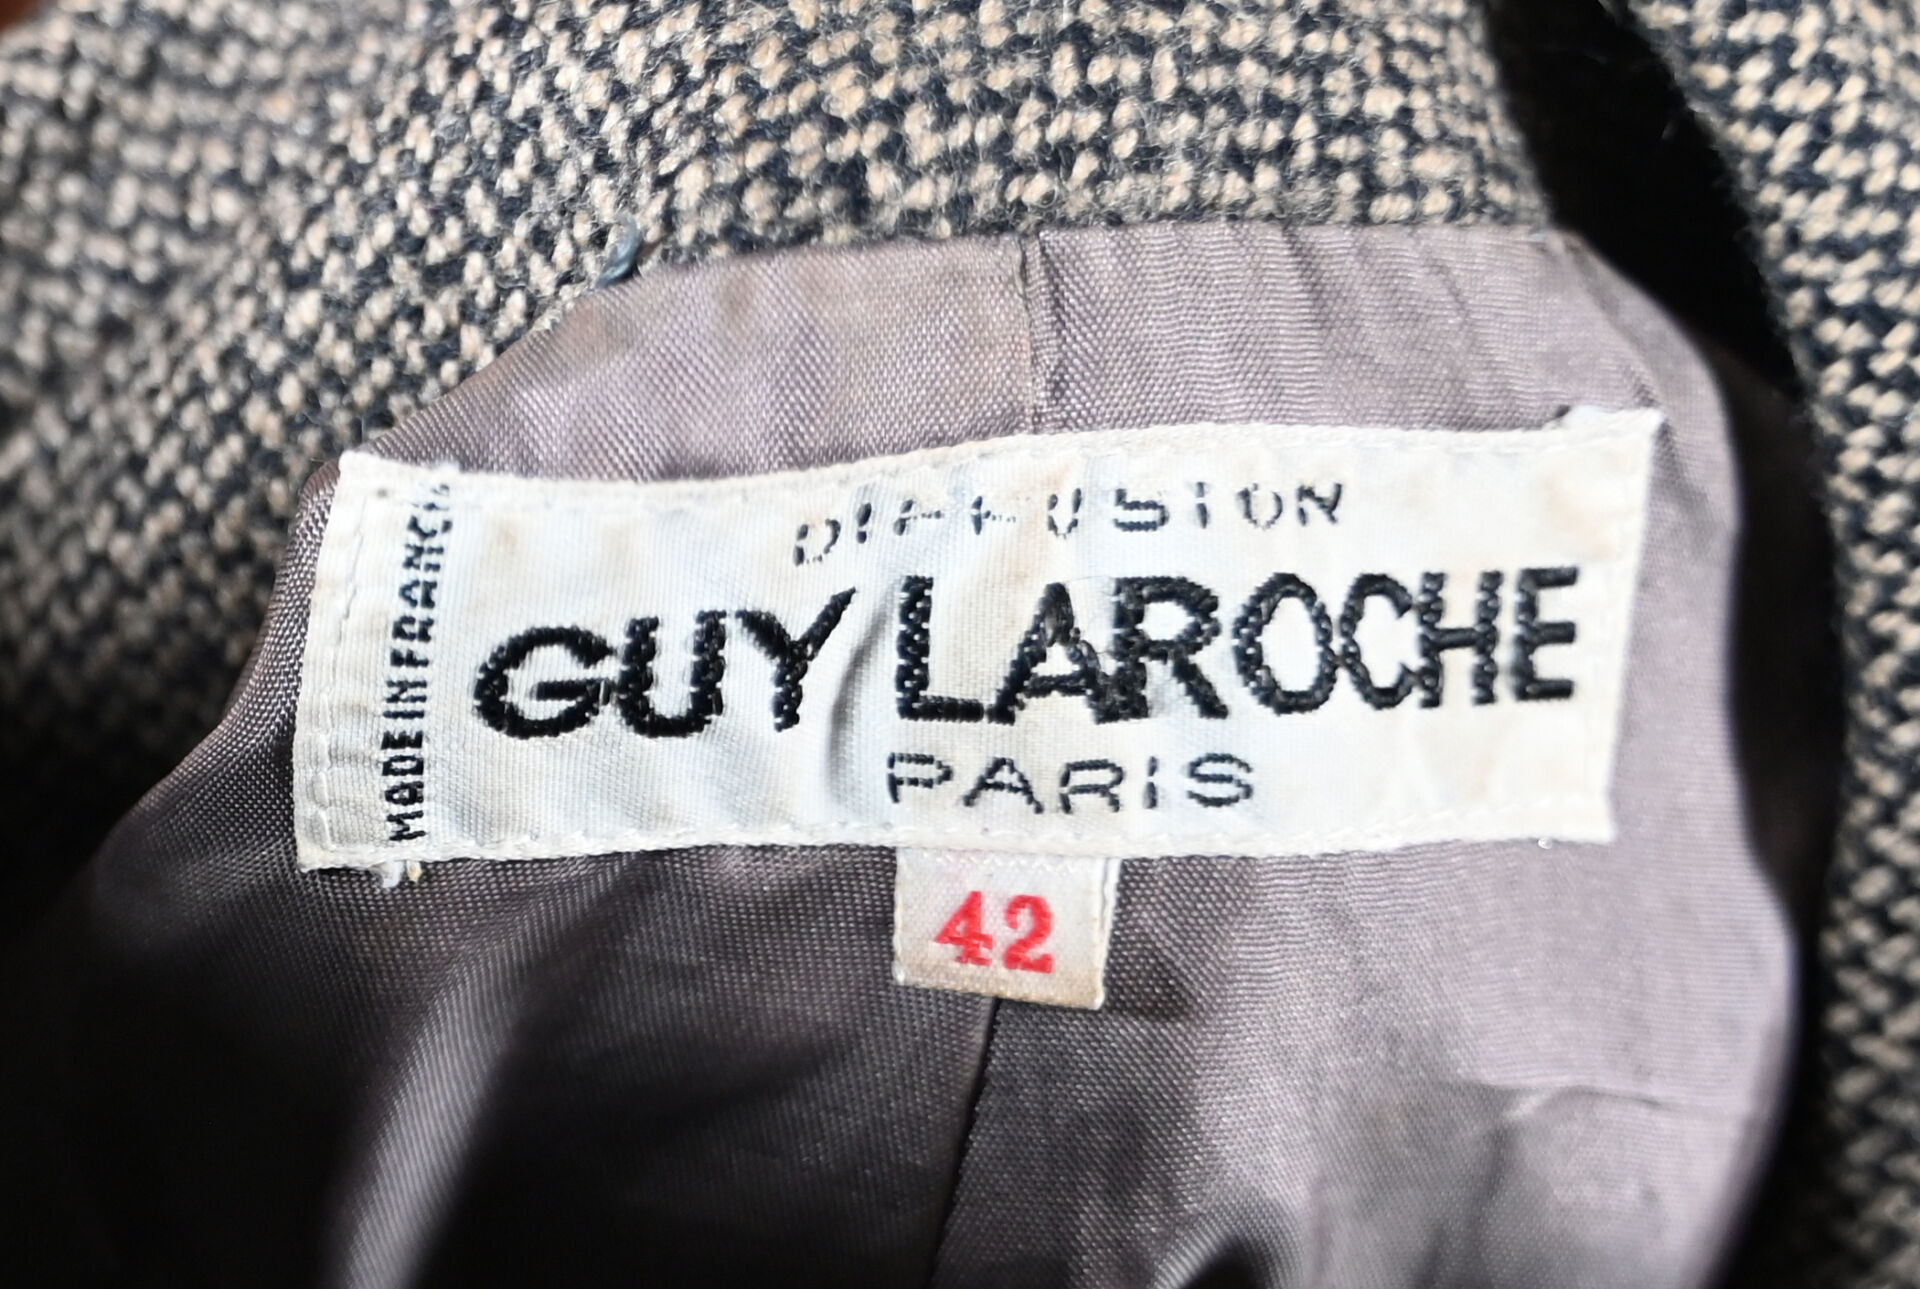 DIFFUSION
GUY LAROCHE
PARIS
MADE IN FRANCE
42